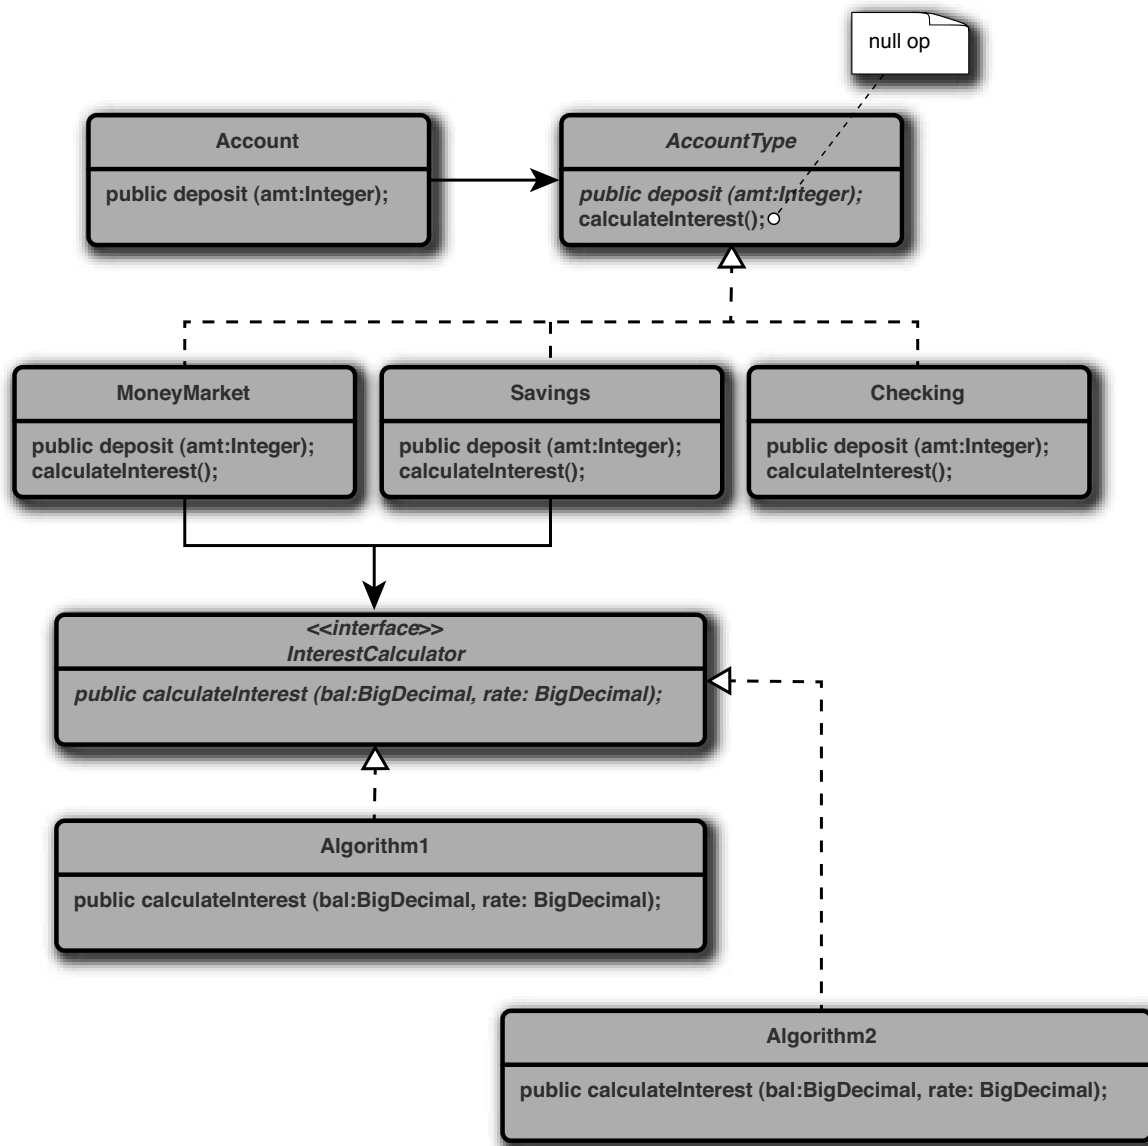 null op
Account
public deposit (amt:Integer);
AccountType
public deposit (amt:Integer);
calculateInterest();
MoneyMarket
public deposit (amt:Integer);
calculateInterest();
Savings
public deposit (amt:Integer);
calculateInterest();
Checking
public deposit (amt:Integer);
calculateInterest();
<<interface>>
InterestCalculator
public calculateInterest (bal:BigDecimal, rate: BigDecimal);
Algorithm1
public calculateInterest (bal:BigDecimal, rate: BigDecimal);
Algorithm2
public calculateInterest (bal:BigDecimal, rate: BigDecimal);